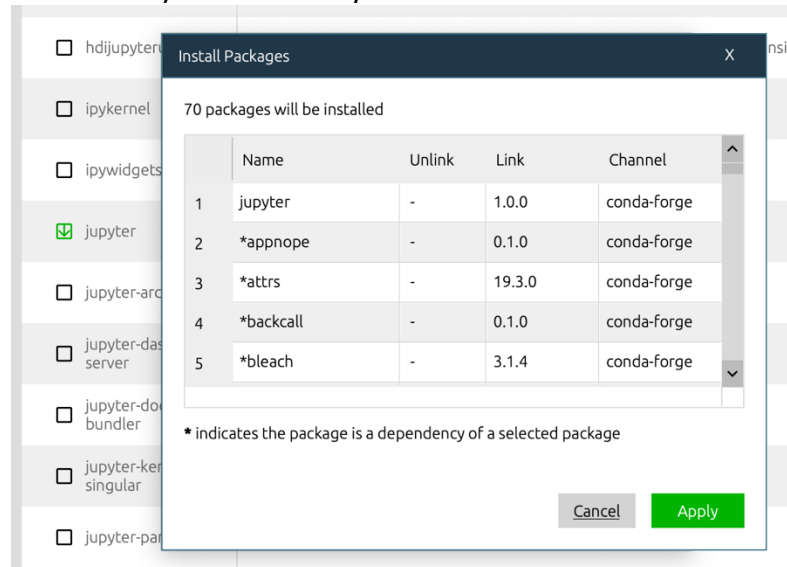 hdijupyteru
ipykernel
ipywidgets
jupyter
jupyter-arc
jupyter-das
server
jupyter-doc
bundler
jupyter-ker
singular
jupyter-par
nsi
Install Packages X
70 packages will be installed
Name Unlink Link Channel
1 jupyter - 1.0.0 conda-forge
2 *appnope - 0.1.0 conda-forge
3 *attrs - 19.3.0 conda-forge
4 *backcall - 0.1.0 conda-forge
5 *bleach - 3.1.4 conda-forge
* indicates the package is a dependency of a selected package
Cancel Apply